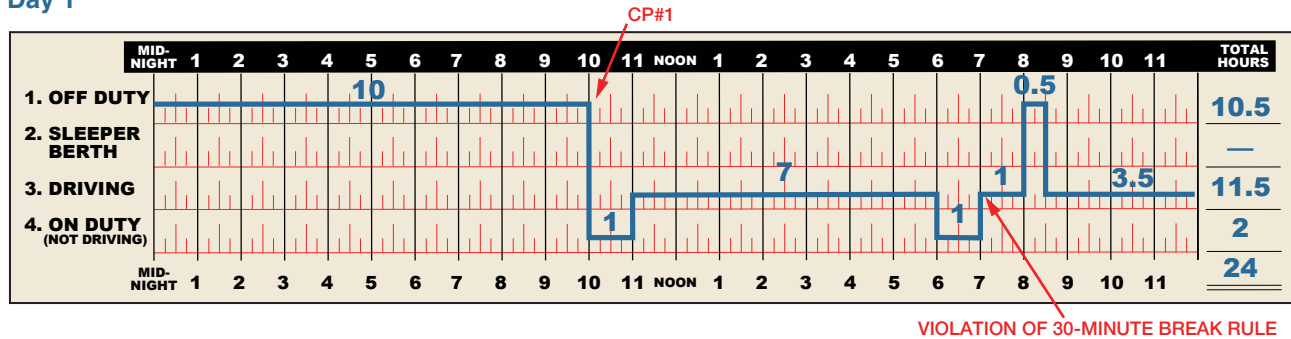 Day 1
CP#1
MID-NIGHT 1 2 3 4 5 6 7 8 9 10 11 NOON 1 2 3 4 5 6 7 8 9 10 11 TOTAL HOURS
1. OFF DUTY 10 0.5 10.5
2. SLEEPER BERTH —
3. DRIVING 7 1 3.5 11.5
4. ON DUTY (NOT DRIVING) 1 1 2
MID-NIGHT 1 2 3 4 5 6 7 8 9 10 11 NOON 1 2 3 4 5 6 7 8 9 10 11 24
VIOLATION OF 30-MINUTE BREAK RULE